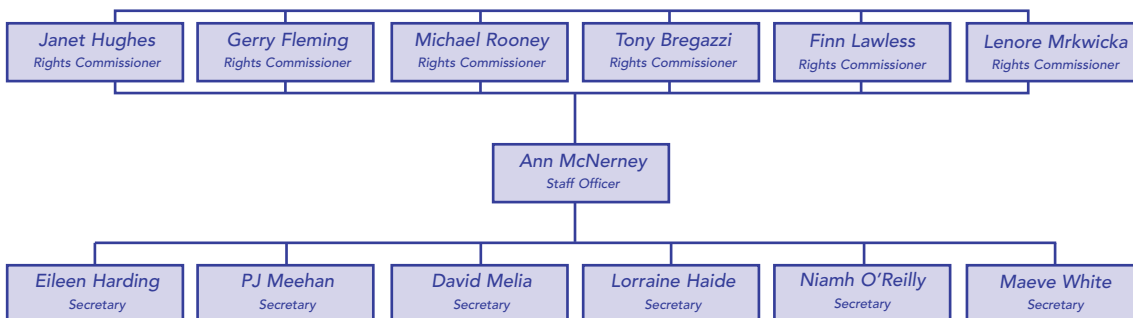 Janet Hughes
Rights Commissioner
Gerry Fleming
Rights Commissioner
Michael Rooney
Rights Commissioner
Tony Bregazzi
Rights Commissioner
Finn Lawless
Rights Commissioner
Lenore Mrkwicka
Rights Commissioner
Ann McNerney
Staff Officer
Eileen Harding
Secretary
PJ Meehan
Secretary
David Melia
Secretary
Lorraine Haide
Secretary
Niamh O'Reilly
Secretary
Maeve White
Secretary